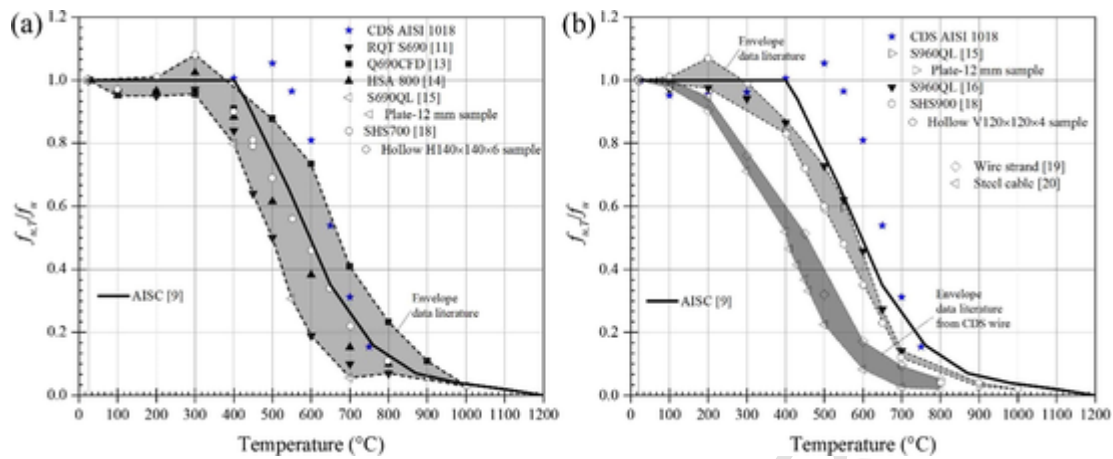 (a)
1.2
1.0
0.8
0.6
0.4
0.2
0.0
fu,T/fu
0 100 200 300 400 500 600 700 800 900 1000 1100 1200
Temperature (°C)
CDS AISI 1018
RQT S690 [11]
Q690CFD [13]
HSA 800 [14]
S690QL [15]
Plate-12 mm sample
SHS700 [18]
Hollow H140×140×6 sample
AISC [9]
Envelope
data literature
(b)
1.2
1.0
0.8
0.6
0.4
0.2
0.0
fu,T/fu
0 100 200 300 400 500 600 700 800 900 1000 1100 1200
Temperature (°C)
Envelope
data literature
CDS AISI 1018
S960QL [15]
Plate-12 mm sample
S960QL [16]
SHS900 [18]
Hollow V120×120×4 sample
Wire strand [19]
Steel cable [20]
AISC [9]
Envelope
data literature
from CDS wire